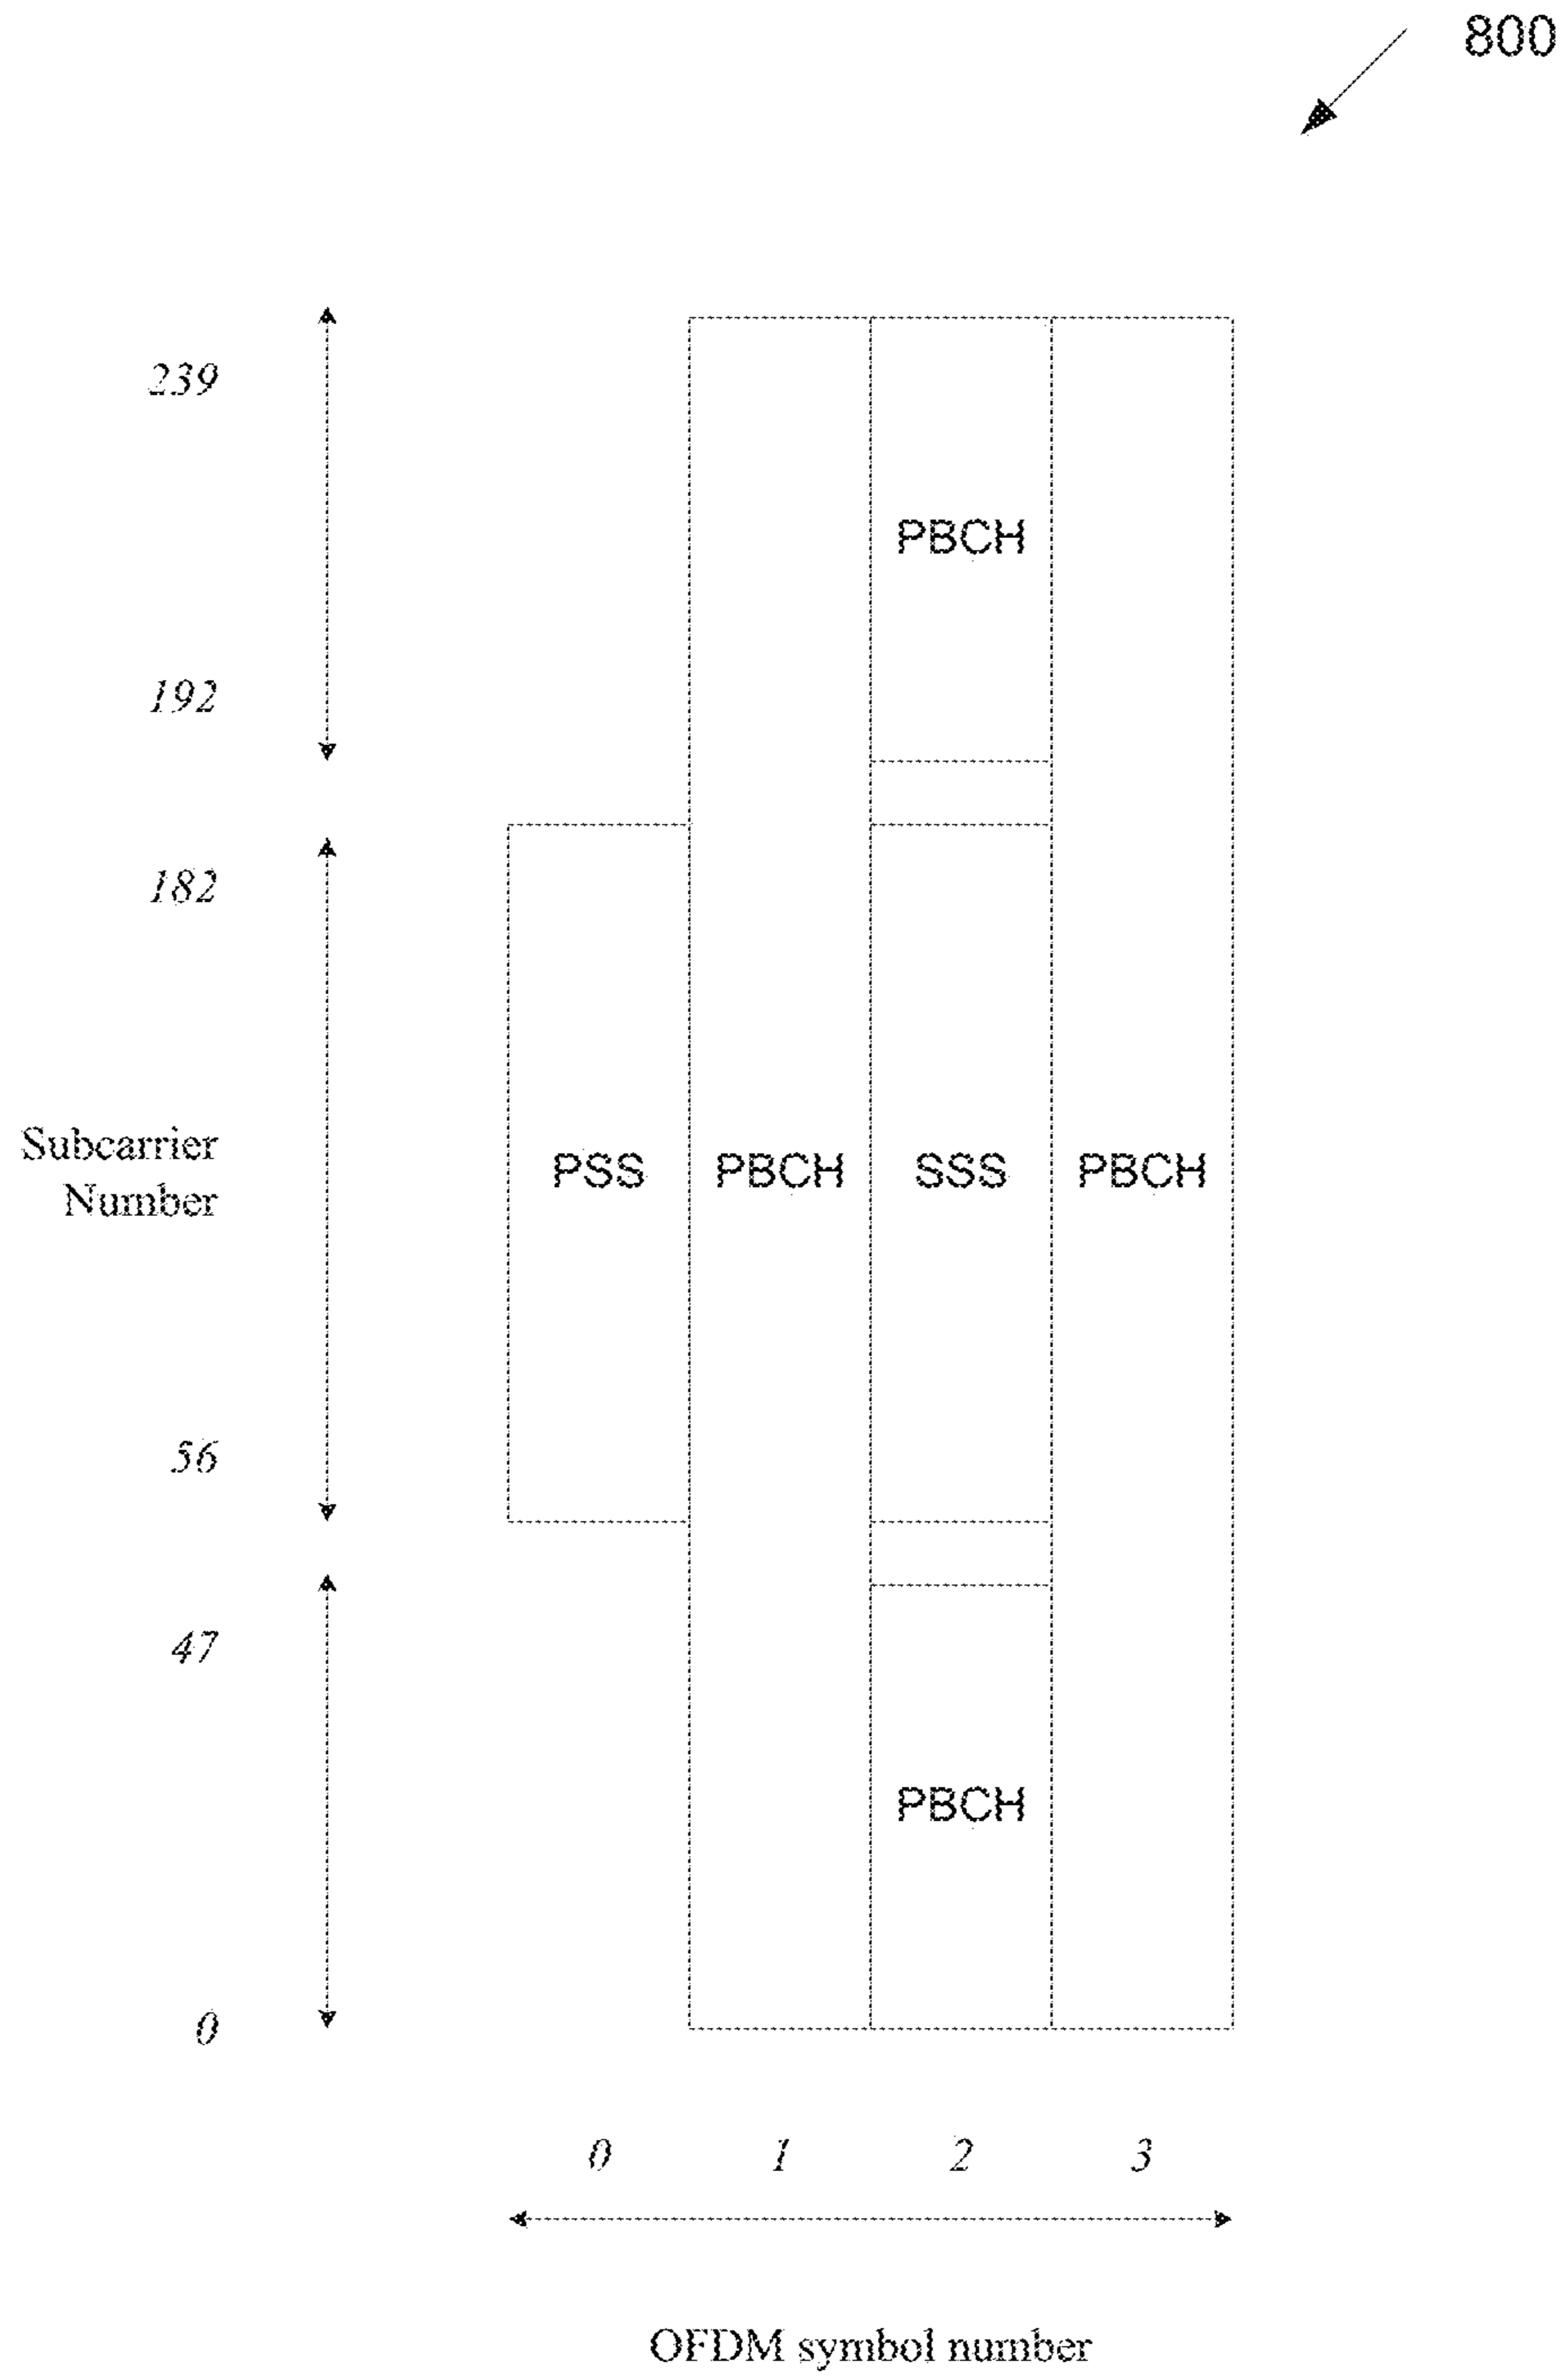 800
239
PBCH
192
182
Subcarrier
Number
PSS PBCH SSS PBCH
56
47
PBCH
0
0 1 2 3
OFDM symbol number